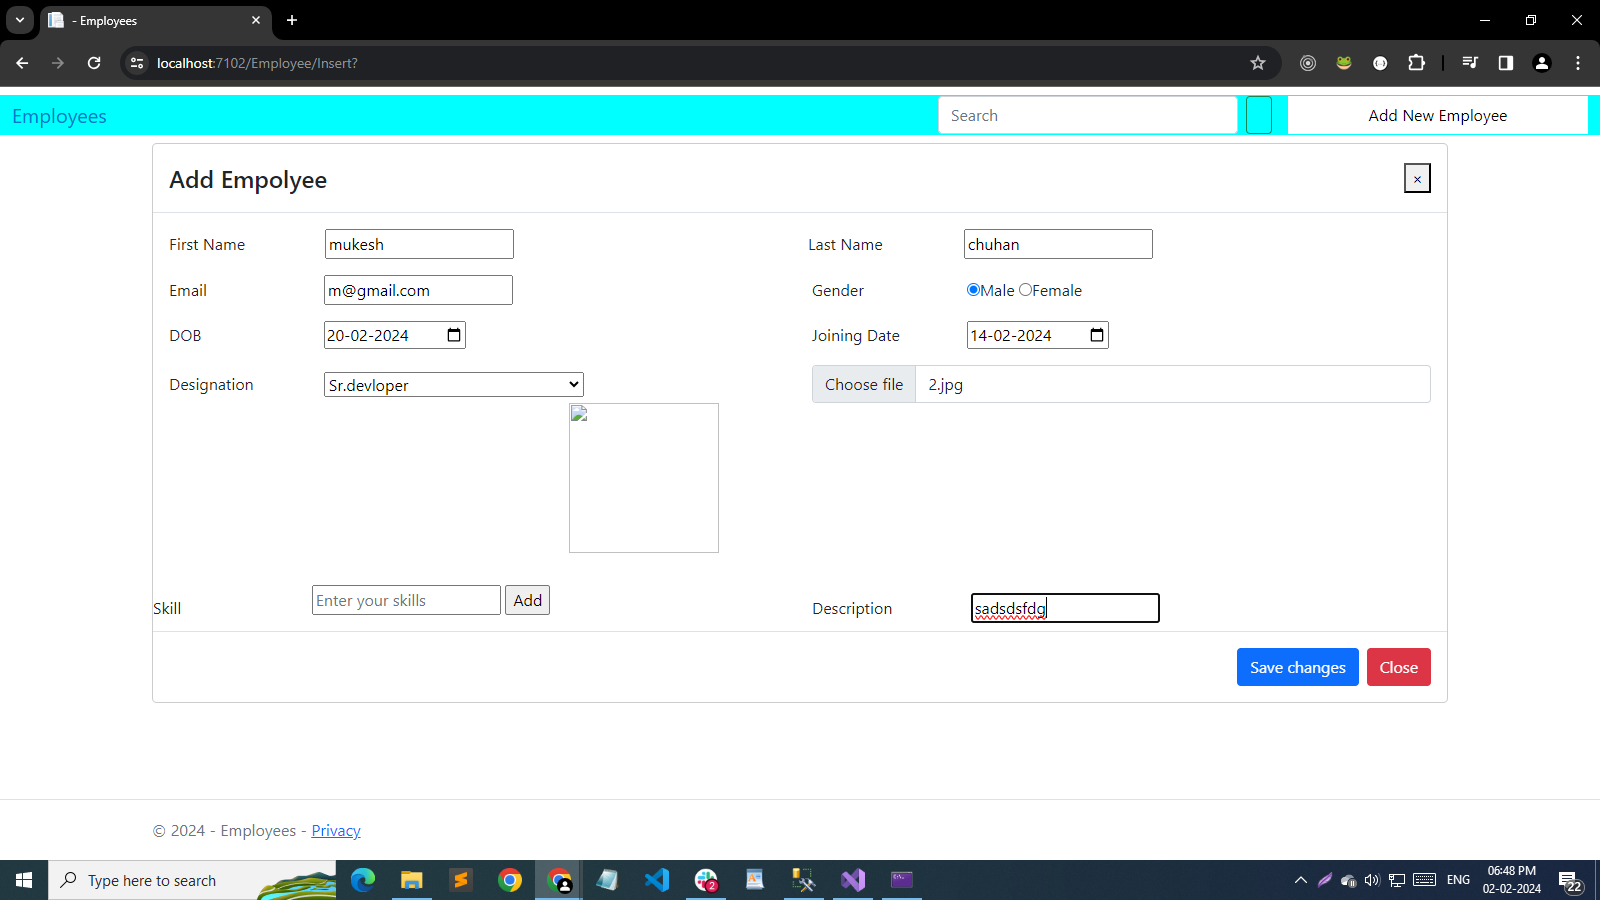 - Employees
localhost:7102/Employee/Insert?
Employees
Search
Add New Employee
Add Empolyee
×
First Name
mukesh
Last Name
chuhan
Email
m@gmail.com
Gender
Male
Female
DOB
20-02-2024
Joining Date
14-02-2024
Designation
Sr.devloper
Choose file
2.jpg
Skill
Enter your skills
Add
Description
sadsdsfdg
Save changes
Close
© 2024 - Employees - Privacy
Type here to search
2
ENG
06:48 PM
02-02-2024
22